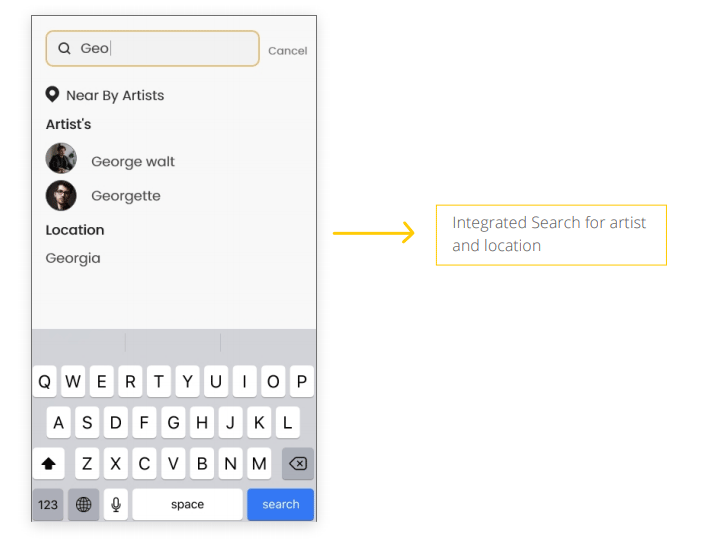 Geo
Cancel
Near By Artists
Artist's
George walt
Georgette
Location
Georgia
Integrated Search for artist
and location
Q W E R T Y U I O P
A S D F G H J K L
Z X C V B N M
123 space search